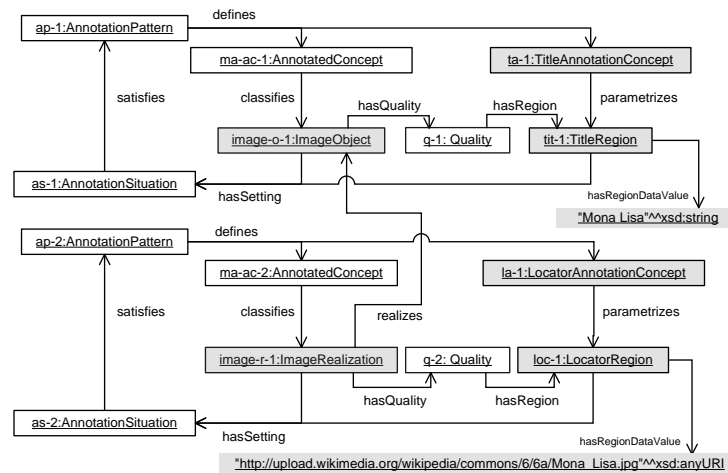 defines
ap-1:AnnotationPattern
ma-ac-1:AnnotatedConcept
ta-1:TitleAnnotationConcept
satisfies
classifies
hasQuality
hasRegion
parametrizes
image-o-1:ImageObject
q-1: Quality
tit-1:TitleRegion
as-1:AnnotationSituation
hasSetting
hasRegionDataValue
"Mona Lisa"^^xsd:string
defines
ap-2:AnnotationPattern
ma-ac-2:AnnotatedConcept
la-1:LocatorAnnotationConcept
satisfies
classifies
realizes
parametrizes
image-r-1:ImageRealization
q-2: Quality
loc-1:LocatorRegion
hasQuality
hasRegion
as-2:AnnotationSituation
hasSetting
hasRegionDataValue
"http://upload.wikimedia.org/wikipedia/commons/6/6a/Mona_Lisa.jpg"^^xsd:anyURI